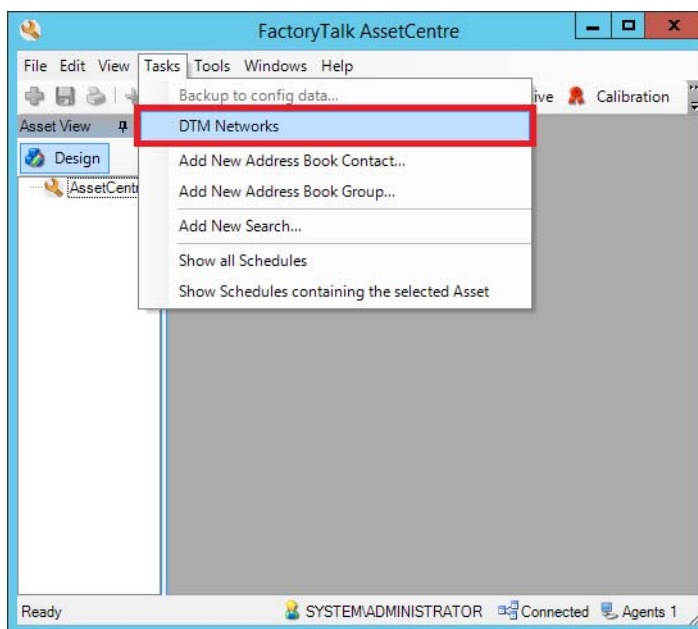 FactoryTalk AssetCentre
File Edit View Tasks Tools Windows Help
Backup to config data...
Calibration
Asset View
DTM Networks
Design
Add New Address Book Contact...
Add New Address Book Group...
Add New Search...
Show all Schedules
Show Schedules containing the selected Asset
Ready SYSTEM\ADMINISTRATOR Connected Agents 1